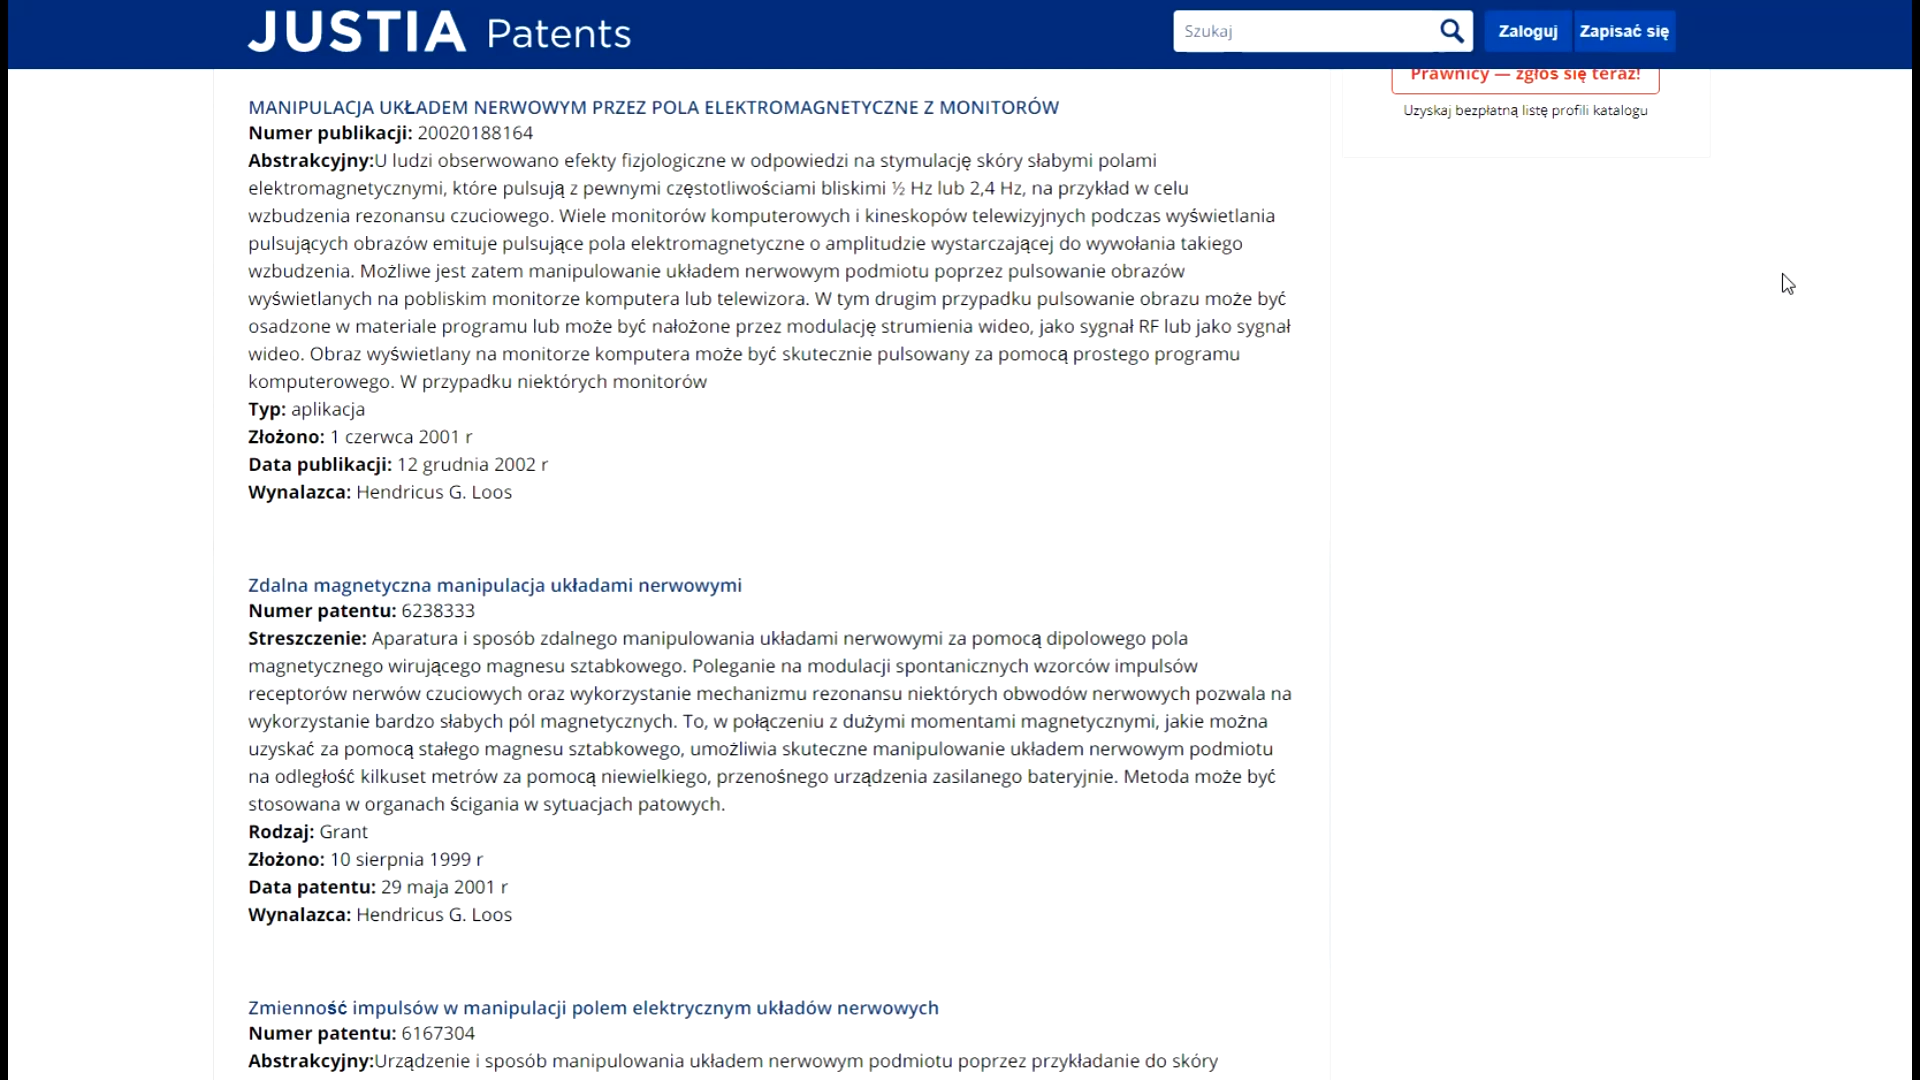 JUSTIA Patents
Szukaj
Zaloguj
Zapisać się
Prawnicy — zgłoś się teraz!
Uzyskaj bezpłatną listę profili katalogu
MANIPULACJA UKŁADEM NERWOWYM PRZEZ POLA ELEKTROMAGNETYCZNE Z MONITORÓW
Numer publikacji: 20020188164
Abstrakcyjny:U ludzi obserwowano efekty fizjologiczne w odpowiedzi na stymulację skóry słabymi polami
elektromagnetycznymi, które pulsują z pewnymi częstotliwościami bliskimi ½ Hz lub 2,4 Hz, na przykład w celu
wzbudzenia rezonansu czuciowego. Wiele monitorów komputerowych i kineskopów telewizyjnych podczas wyświetlania
pulsujących obrazów emituje pulsujące pola elektromagnetyczne o amplitudzie wystarczającej do wywołania takiego
wzbudzenia. Możliwe jest zatem manipulowanie układem nerwowym podmiotu poprzez pulsowanie obrazów
wyświetlanych na pobliskim monitorze komputera lub telewizora. W tym drugim przypadku pulsowanie obrazu może być
osadzone w materiale programu lub może być nałożone przez modulację strumienia wideo, jako sygnał RF lub jako sygnał
wideo. Obraz wyświetlany na monitorze komputera może być skutecznie pulsowany za pomocą prostego programu
komputerowego. W przypadku niektórych monitorów
Typ: aplikacja
Złożono: 1 czerwca 2001 r
Data publikacji: 12 grudnia 2002 r
Wynalazca: Hendricus G. Loos
Zdalna magnetyczna manipulacja układami nerwowymi
Numer patentu: 6238333
Streszczenie: Aparatura i sposób zdalnego manipulowania układami nerwowymi za pomocą dipolowego pola
magnetycznego wirującego magnesu sztabkowego. Poleganie na modulacji spontanicznych wzorców impulsów
receptorów nerwów czuciowych oraz wykorzystanie mechanizmu rezonansu niektórych obwodów nerwowych pozwala na
wykorzystanie bardzo słabych pól magnetycznych. To, w połączeniu z dużymi momentami magnetycznymi, jakie można
uzyskać za pomocą stałego magnesu sztabkowego, umożliwia skuteczne manipulowanie układem nerwowym podmiotu
na odległość kilkuset metrów za pomocą niewielkiego, przenośnego urządzenia zasilanego bateryjnie. Metoda może być
stosowana w organach ścigania w sytuacjach patowych.
Rodzaj: Grant
Złożono: 10 sierpnia 1999 r
Data patentu: 29 maja 2001 r
Wynalazca: Hendricus G. Loos
Zmienność impulsów w manipulacji polem elektrycznym układów nerwowych
Numer patentu: 6167304
Abstrakcyjny:Urządzenie i sposób manipulowania układem nerwowym podmiotu poprzez przykładanie do skóry